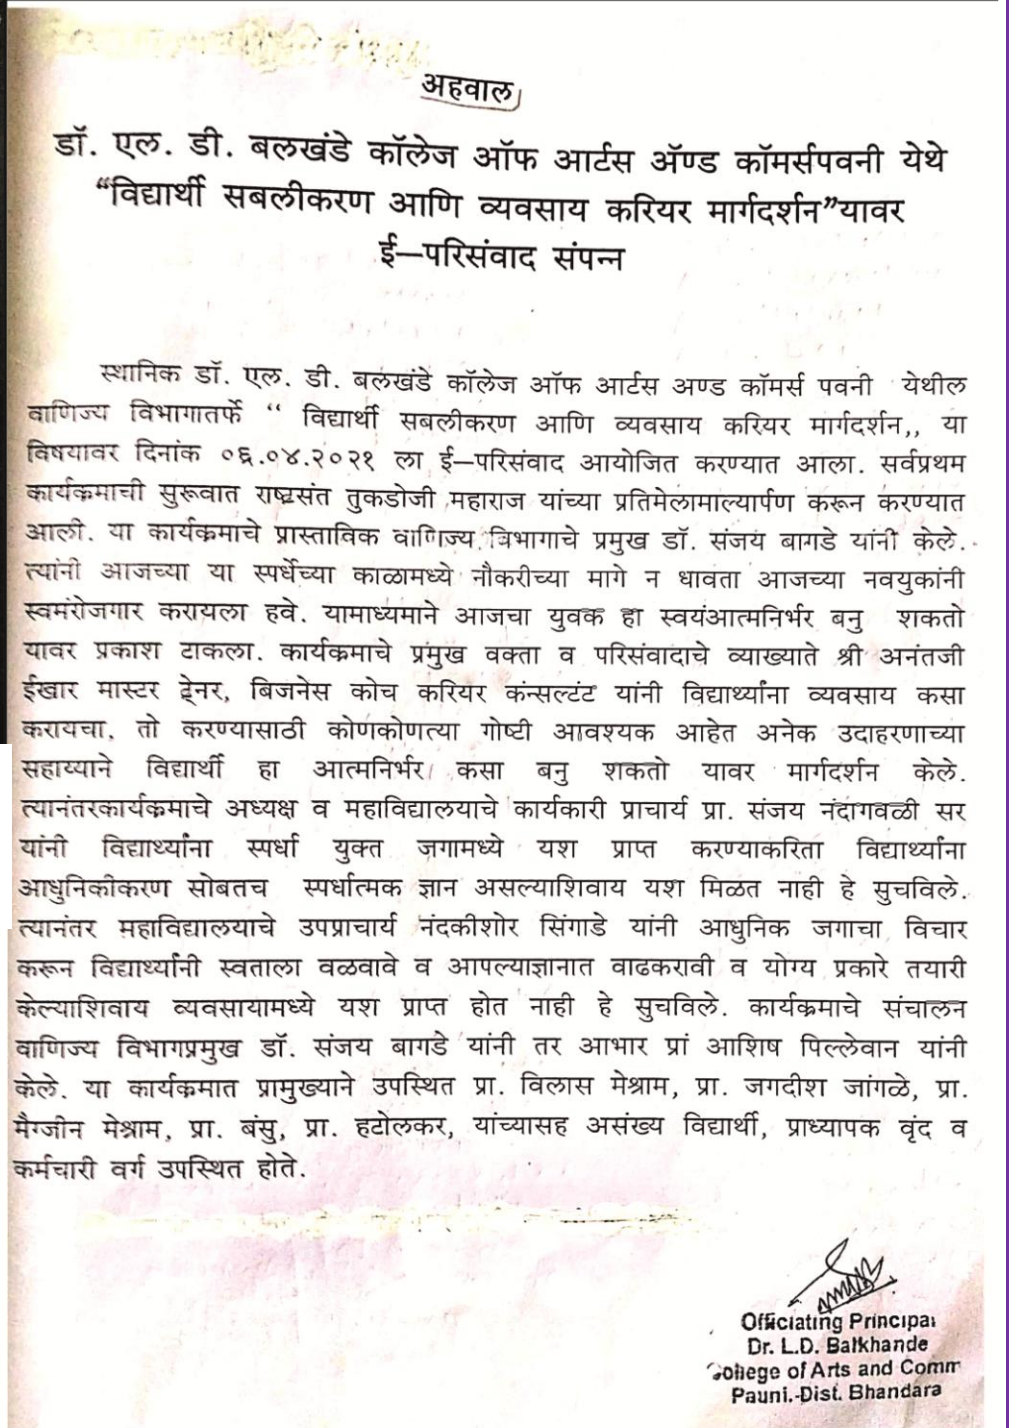 अहवाल
डॉ. एल. डी. बलखंडे कॉलेज ऑफ आर्टस ॲण्ड कॉमर्सपवनी येथे
“विद्यार्थी सबलीकरण आणि व्यवसाय करियर मार्गदर्शन”यावर
ई–परिसंवाद संपन्न
स्थानिक डॉ. एल. डी. बलखंडे कॉलेज ऑफ आर्टस अण्ड कॉमर्स पवनी येथील
वाणिज्य विभागातर्फे “ विद्यार्थी सबलीकरण आणि व्यवसाय करियर मार्गदर्शन,, या
विषयावर दिनांक ०६.०४.२०२१ ला ई–परिसंवाद आयोजित करण्यात आला. सर्वप्रथम
कार्यक्रमाची सुरूवात राष्ट्रसंत तुकडोजी महाराज यांच्या प्रतिमेलामाल्यार्पण करून करण्यात
आली. या कार्यक्रमाचे प्रास्ताविक वाणिज्य विभागाचे प्रमुख डॉ. संजय बागडे यांनी केले.
त्यांनी आजच्या या स्पर्धेच्या काळामध्ये नौकरीच्या मागे न धावता आजच्या नवयुकांनी
स्वमंरोजगार करायला हवे. यामाध्यमाने आजचा युवक हा स्वयंआत्मनिर्भर बनु शकतो
यावर प्रकाश टाकला. कार्यक्रमाचे प्रमुख वक्ता व परिसंवादाचे व्याख्याते श्री अनंतजी
ईखार मास्टर ट्रेनर, बिजनेस कोच करियर कंन्सल्टंट यांनी विद्यार्थ्यांना व्यवसाय कसा
करायचा, तो करण्यासाठी कोणकोणत्या गोष्टी आवश्यक आहेत अनेक उदाहरणाच्या
सहाय्याने विद्यार्थी हा आत्मनिर्भर कसा बनु शकतो यावर मार्गदर्शन केले.
त्यानंतरकार्यक्रमाचे अध्यक्ष व महाविद्यालयाचे कार्यकारी प्राचार्य प्रा. संजय नंदागवळी सर
यांनी विद्यार्थ्यांना स्पर्धा युक्त जगामध्ये यश प्राप्त करण्याकरिता विद्यार्थ्यांना
आधुनिकीकरण सोबतच स्पर्धात्मक ज्ञान असल्याशिवाय यश मिळत नाही हे सुचविले.
त्यानंतर महाविद्यालयाचे उपप्राचार्य नंदकीशोर सिंगाडे यांनी आधुनिक जगाचा विचार
करून विद्यार्थ्यांनी स्वताला वळवावे व आपल्याज्ञानात वाढकरावी व योग्य प्रकारे तयारी
केल्याशिवाय व्यवसायामध्ये यश प्राप्त होत नाही हे सुचविले. कार्यक्रमाचे संचालन
वाणिज्य विभागप्रमुख डॉ. संजय बागडे यांनी तर आभार प्रां आशिष पिल्लेवान यांनी
केले. या कार्यक्रमात प्रामुख्याने उपस्थित प्रा. विलास मेश्राम, प्रा. जगदीश जांगळे, प्रा.
मैग्जीन मेश्राम, प्रा. बंसु, प्रा. हटोलकर, यांच्यासह असंख्य विद्यार्थी, प्राध्यापक वृंद व
कर्मचारी वर्ग उपस्थित होते.
Officiating Principal
Dr. L.D. Balkhande
College of Arts and Comm
Pauni.-Dist. Bhandara